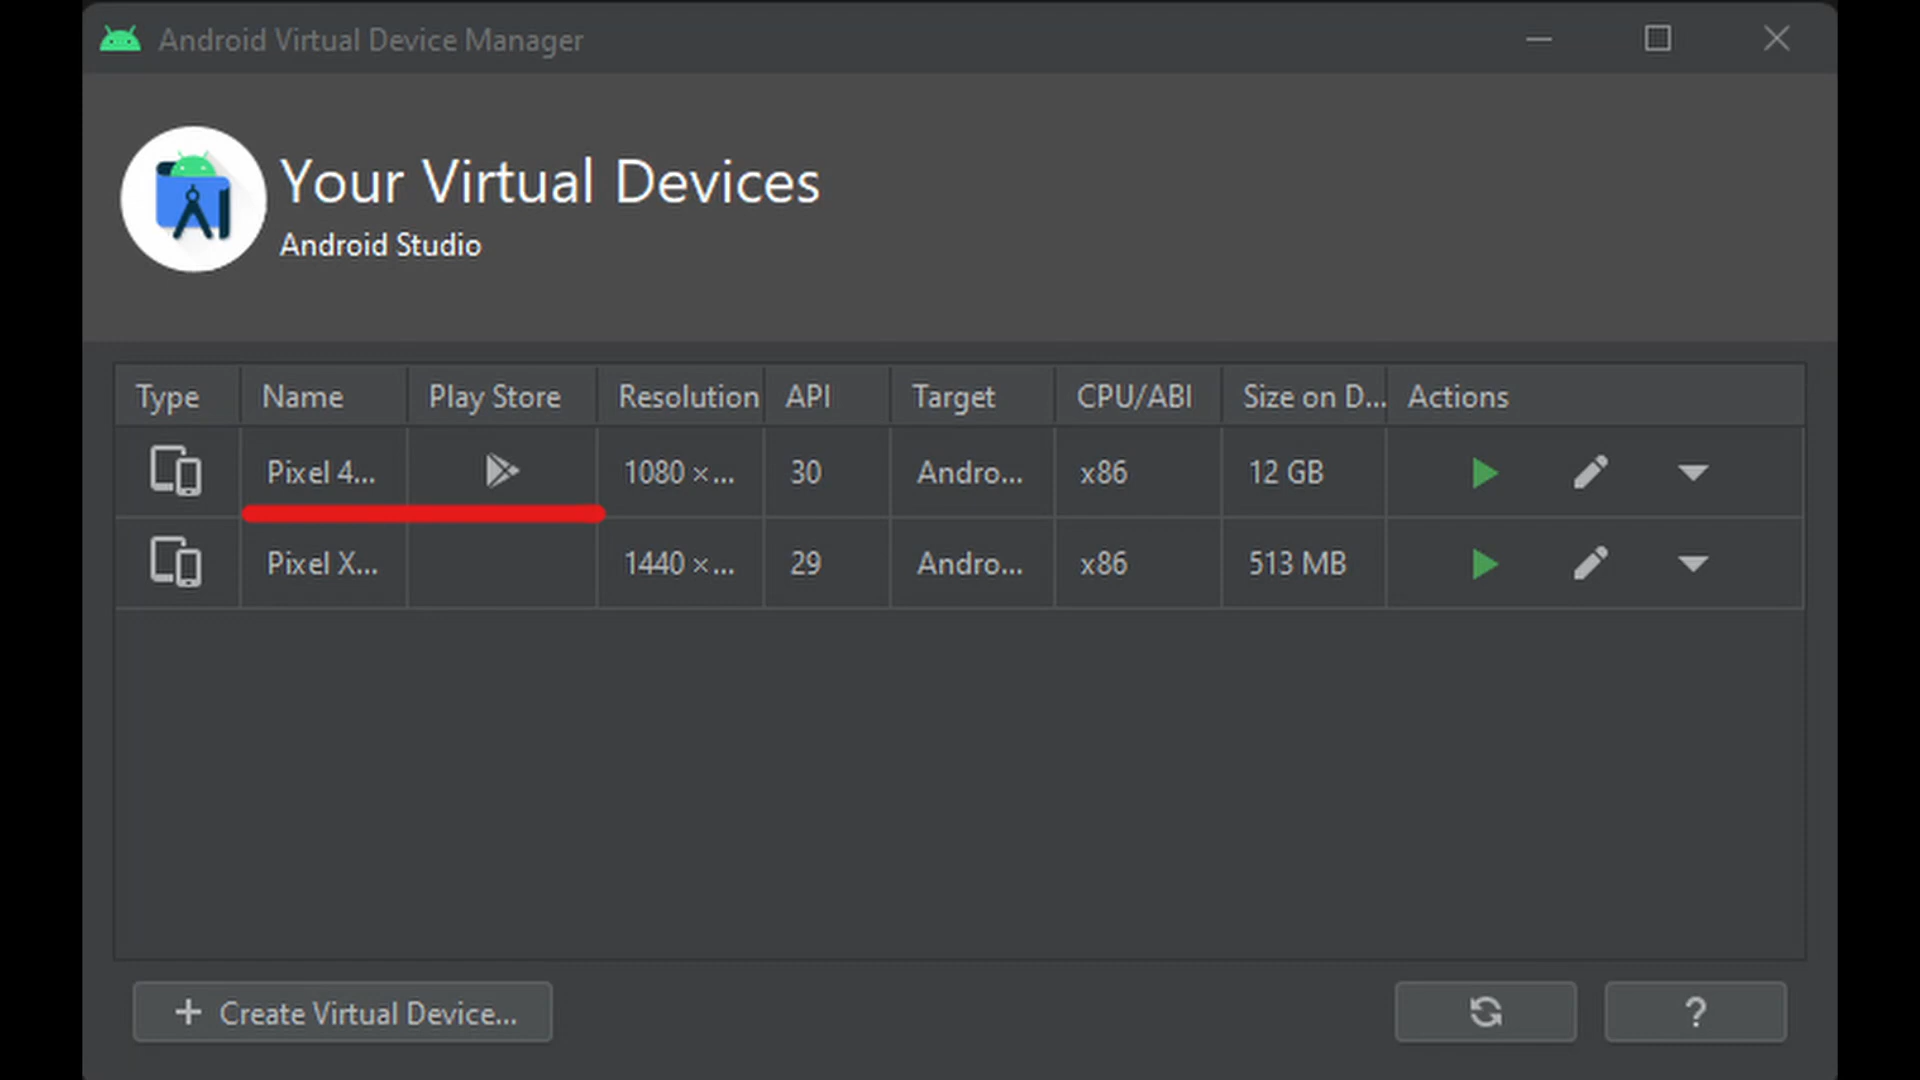 Android Virtual Device Manager
Your Virtual Devices
Android Studio
Type Name Play Store Resolution API Target CPU/ABI Size on D... Actions
Pixel 4... 1080 ×... 30 Andro... x86 12 GB
Pixel X... 1440 ×... 29 Andro... x86 513 MB
+ Create Virtual Device... ?